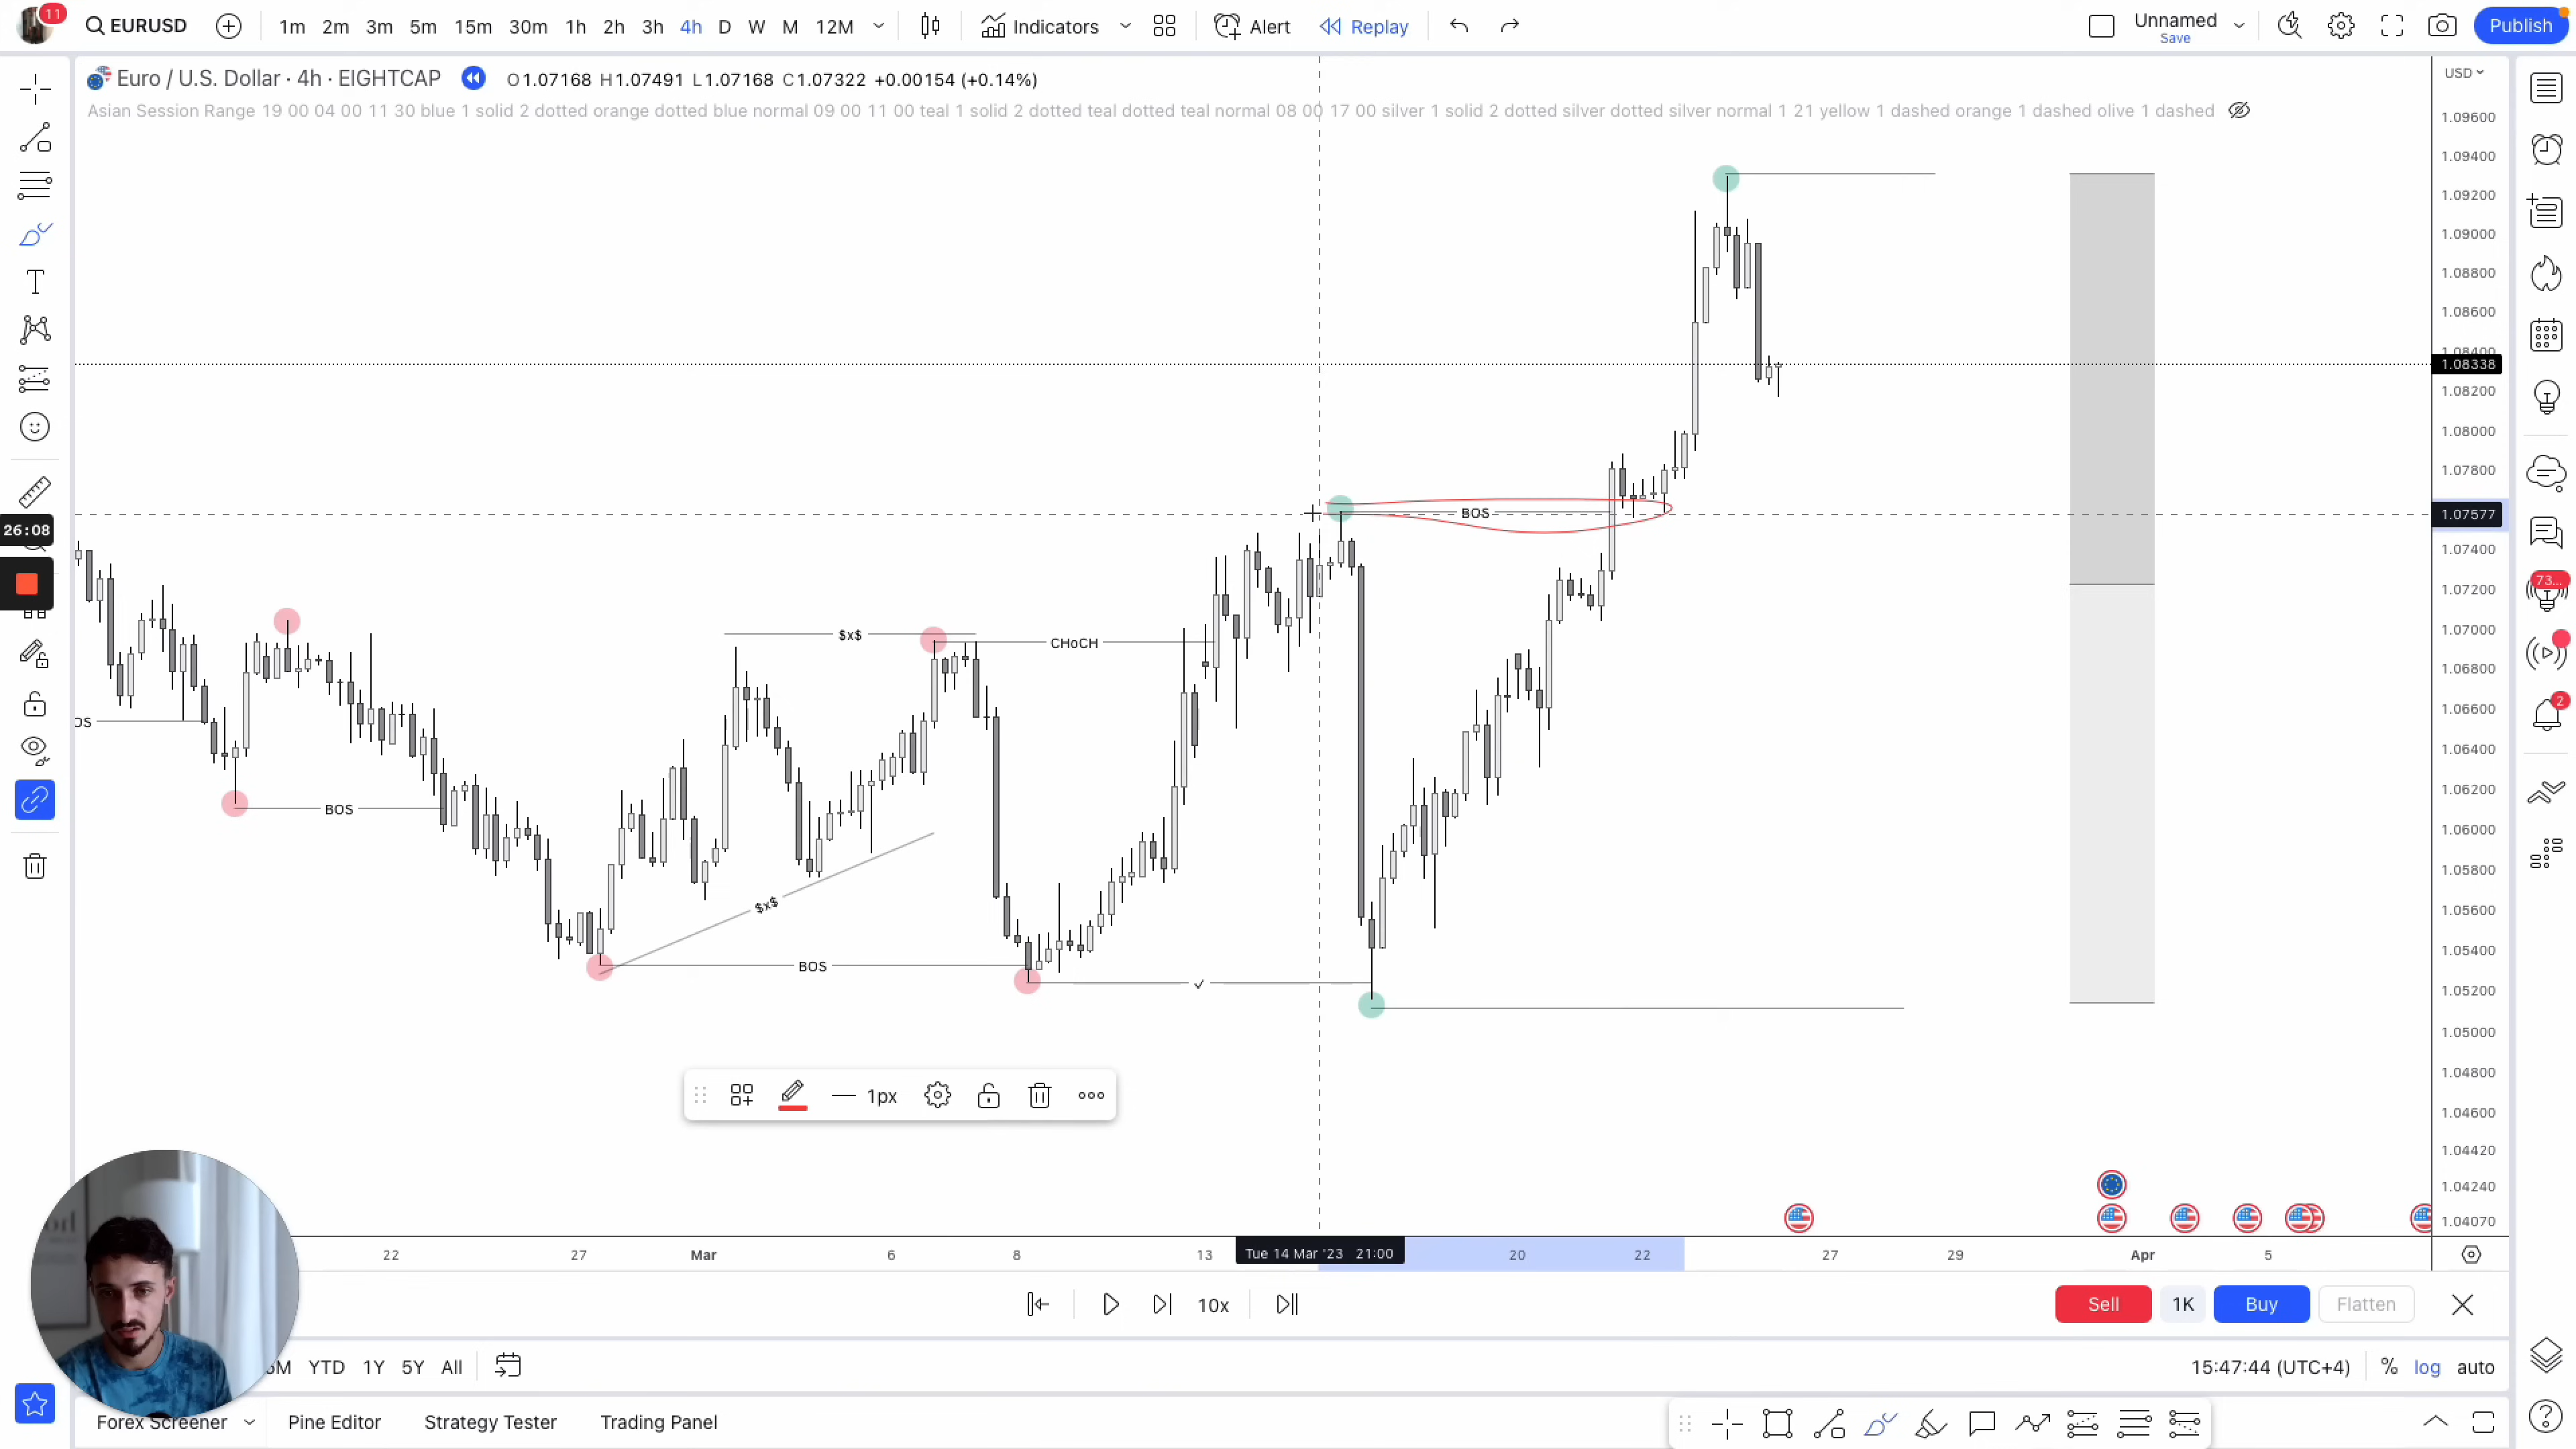 11
EURUSD
1m 2m 3m 5m 15m 30m 1h 2h 3h 4h D W M 12M
Indicators
Alert
Replay
Unnamed
Save
Publish
Euro / U.S. Dollar · 4h · EIGHTCAP
O1.07168 H1.07491 L1.07168 C1.07322 +0.00154 (+0.14%)
USD
Asian Session Range 19 00 04 00 11 30 blue 1 solid 2 dotted orange dotted blue normal 09 00 11 00 teal 1 solid 2 dotted teal dotted teal normal 08 00 17 00 silver 1 solid 2 dotted silver dotted silver normal 1 21 yellow 1 dashed orange 1 dashed olive 1 dashed
1.09600
1.09400
1.09200
1.09000
1.08800
1.08600
1.08400
1.08338
1.08200
1.08000
1.07800
BOS
1.07577
26:08
1.07400
1.07200
73...
1.07000
$x$
CHoCH
1.06800
1.06600
OS
2
1.06400
1.06200
BOS
1.06000
1.05800
$x$
1.05600
1.05400
BOS
1.05200
1.05000
1.04800
1px
1.04600
1.04420
1.04240
1.04070
22 27 Mar 6 8 13 Tue 14 Mar '23 21:00 20 22 27 29 Apr 5
10x
Sell
1K
Buy
Flatten
M YTD 1Y 5Y All
15:47:44 (UTC+4)
% log auto
Forex Screener
Pine Editor
Strategy Tester
Trading Panel